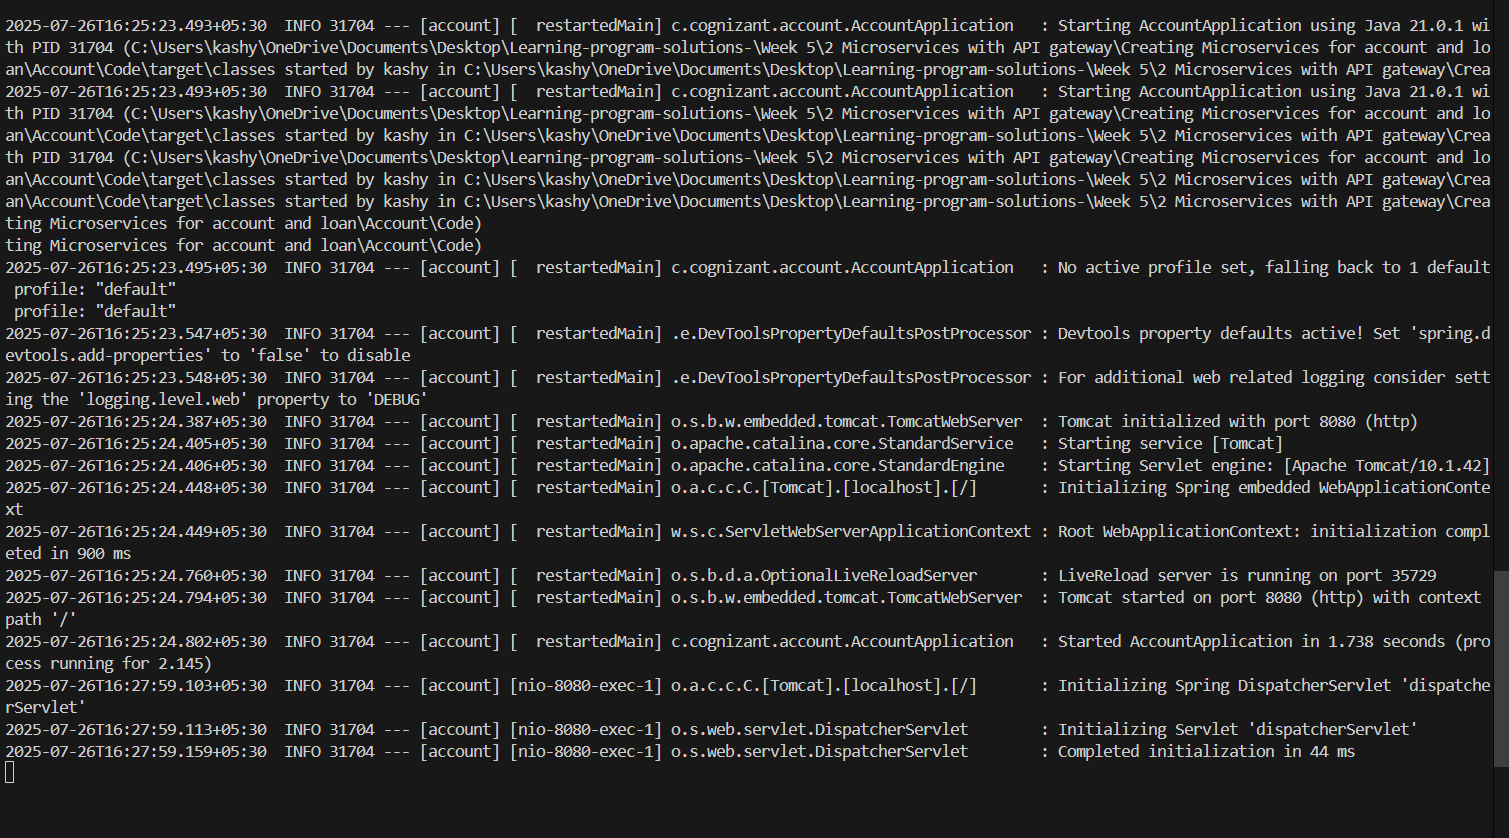 2025-07-26T16:25:23.493+05:30  INFO 31704 --- [account] [  restartedMain] c.cognizant.account.AccountApplication   : Starting AccountApplication using Java 21.0.1 wi
th PID 31704 (C:\Users\kashy\OneDrive\Documents\Desktop\Learning-program-solutions-\Week 5\2 Microservices with API gateway\Creating Microservices for account and lo
an\Account\Code\target\classes started by kashy in C:\Users\kashy\OneDrive\Documents\Desktop\Learning-program-solutions-\Week 5\2 Microservices with API gateway\Crea
2025-07-26T16:25:23.493+05:30  INFO 31704 --- [account] [  restartedMain] c.cognizant.account.AccountApplication   : Starting AccountApplication using Java 21.0.1 wi
th PID 31704 (C:\Users\kashy\OneDrive\Documents\Desktop\Learning-program-solutions-\Week 5\2 Microservices with API gateway\Creating Microservices for account and lo
an\Account\Code\target\classes started by kashy in C:\Users\kashy\OneDrive\Documents\Desktop\Learning-program-solutions-\Week 5\2 Microservices with API gateway\Crea
th PID 31704 (C:\Users\kashy\OneDrive\Documents\Desktop\Learning-program-solutions-\Week 5\2 Microservices with API gateway\Creating Microservices for account and lo
an\Account\Code\target\classes started by kashy in C:\Users\kashy\OneDrive\Documents\Desktop\Learning-program-solutions-\Week 5\2 Microservices with API gateway\Crea
an\Account\Code\target\classes started by kashy in C:\Users\kashy\OneDrive\Documents\Desktop\Learning-program-solutions-\Week 5\2 Microservices with API gateway\Crea
ting Microservices for account and loan\Account\Code)
ting Microservices for account and loan\Account\Code)
2025-07-26T16:25:23.495+05:30  INFO 31704 --- [account] [  restartedMain] c.cognizant.account.AccountApplication   : No active profile set, falling back to 1 default
 profile: "default"
 profile: "default"
2025-07-26T16:25:23.547+05:30  INFO 31704 --- [account] [  restartedMain] .e.DevToolsPropertyDefaultsPostProcessor : Devtools property defaults active! Set 'spring.d
evtools.add-properties' to 'false' to disable
2025-07-26T16:25:23.548+05:30  INFO 31704 --- [account] [  restartedMain] .e.DevToolsPropertyDefaultsPostProcessor : For additional web related logging consider sett
ing the 'logging.level.web' property to 'DEBUG'
2025-07-26T16:25:24.387+05:30  INFO 31704 --- [account] [  restartedMain] o.s.b.w.embedded.tomcat.TomcatWebServer  : Tomcat initialized with port 8080 (http)
2025-07-26T16:25:24.405+05:30  INFO 31704 --- [account] [  restartedMain] o.apache.catalina.core.StandardService   : Starting service [Tomcat]
2025-07-26T16:25:24.406+05:30  INFO 31704 --- [account] [  restartedMain] o.apache.catalina.core.StandardEngine    : Starting Servlet engine: [Apache Tomcat/10.1.42]
2025-07-26T16:25:24.448+05:30  INFO 31704 --- [account] [  restartedMain] o.a.c.c.C.[Tomcat].[localhost].[/]       : Initializing Spring embedded WebApplicationConte
xt
2025-07-26T16:25:24.449+05:30  INFO 31704 --- [account] [  restartedMain] w.s.c.ServletWebServerApplicationContext : Root WebApplicationContext: initialization compl
eted in 900 ms
2025-07-26T16:25:24.760+05:30  INFO 31704 --- [account] [  restartedMain] o.s.b.d.a.OptionalLiveReloadServer       : LiveReload server is running on port 35729
2025-07-26T16:25:24.794+05:30  INFO 31704 --- [account] [  restartedMain] o.s.b.w.embedded.tomcat.TomcatWebServer  : Tomcat started on port 8080 (http) with context
path '/'
2025-07-26T16:25:24.802+05:30  INFO 31704 --- [account] [  restartedMain] c.cognizant.account.AccountApplication   : Started AccountApplication in 1.738 seconds (pro
cess running for 2.145)
2025-07-26T16:27:59.103+05:30  INFO 31704 --- [account] [nio-8080-exec-1] o.a.c.c.C.[Tomcat].[localhost].[/]       : Initializing Spring DispatcherServlet 'dispatche
rServlet'
2025-07-26T16:27:59.113+05:30  INFO 31704 --- [account] [nio-8080-exec-1] o.s.web.servlet.DispatcherServlet        : Initializing Servlet 'dispatcherServlet'
2025-07-26T16:27:59.159+05:30  INFO 31704 --- [account] [nio-8080-exec-1] o.s.web.servlet.DispatcherServlet        : Completed initialization in 44 ms